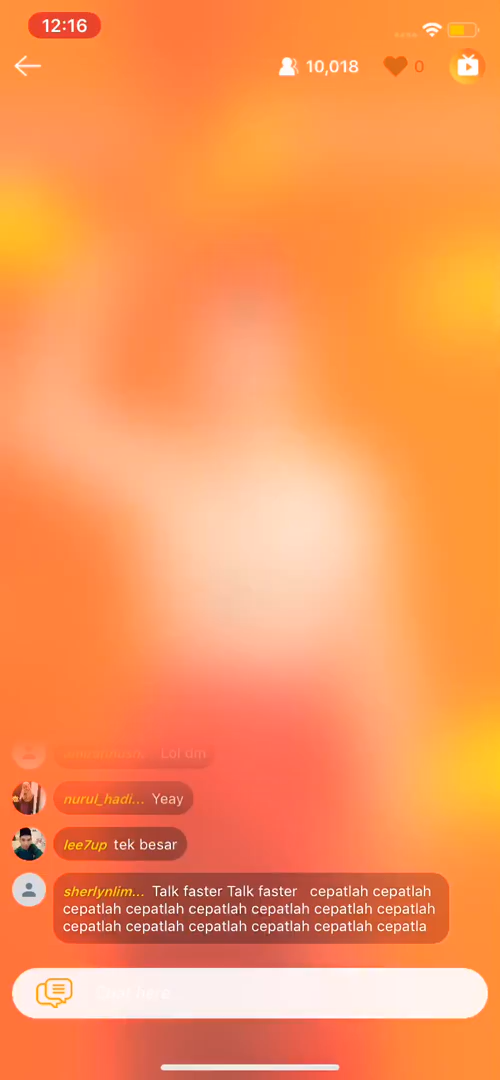 12:16
10,018
0
Lol
nurul_hadi... Yeay
lee7up tek besar
sherlynlim... Talk faster Talk faster cepatlah cepatlah
cepatlah cepatlah cepatlah cepatlah cepatlah cepatlah
cepatlah cepatlah cepatlah cepatlah cepatlah cepatla